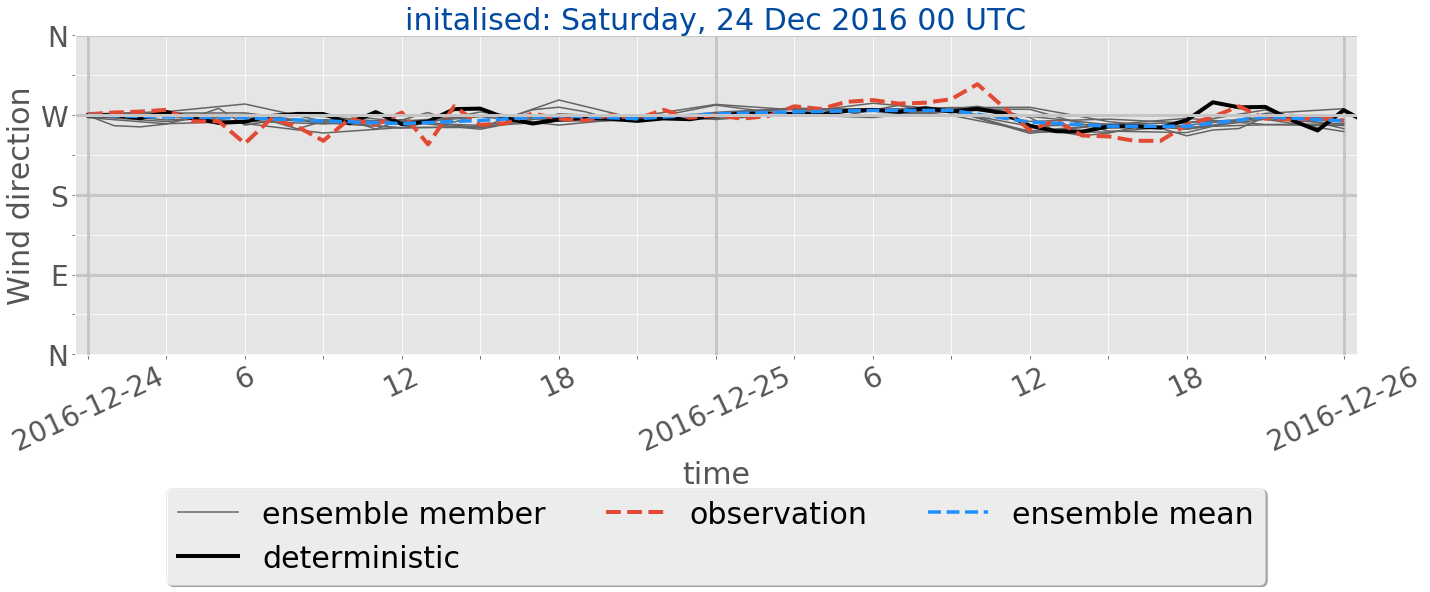 initalised: Saturday, 24 Dec 2016 00 UTC
N
W
S
E
N
Wind direction
2016-12-24
6
12
18
2016-12-25
6
12
18
2016-12-26
time
ensemble member
observation
ensemble mean
deterministic